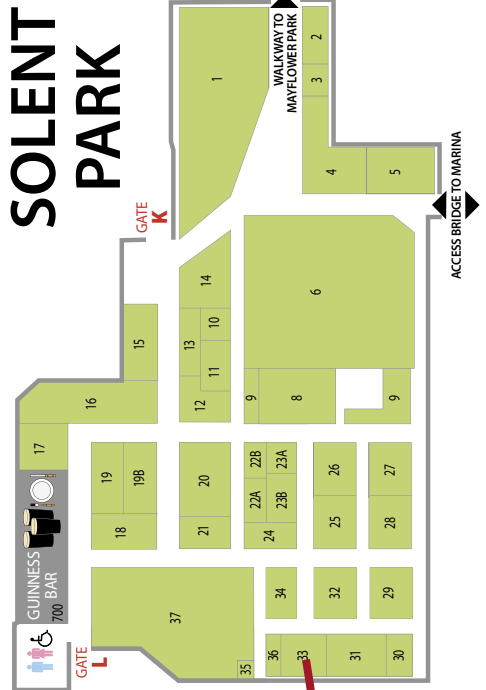 SOLENT
PARK
WALKWAY TO
MAYFLOWER PARK
ACCESS BRIDGE TO MARINA
GATE
K
GATE
L
GUINNESS
BAR
700
1
2
3
4
5
6
14
10
13
11
12
15
16
17
9
8
9
19
19B
18
20
21
22B
23A
22A
23B
24
26
25
27
28
37
35
34
32
29
36
33
31
30